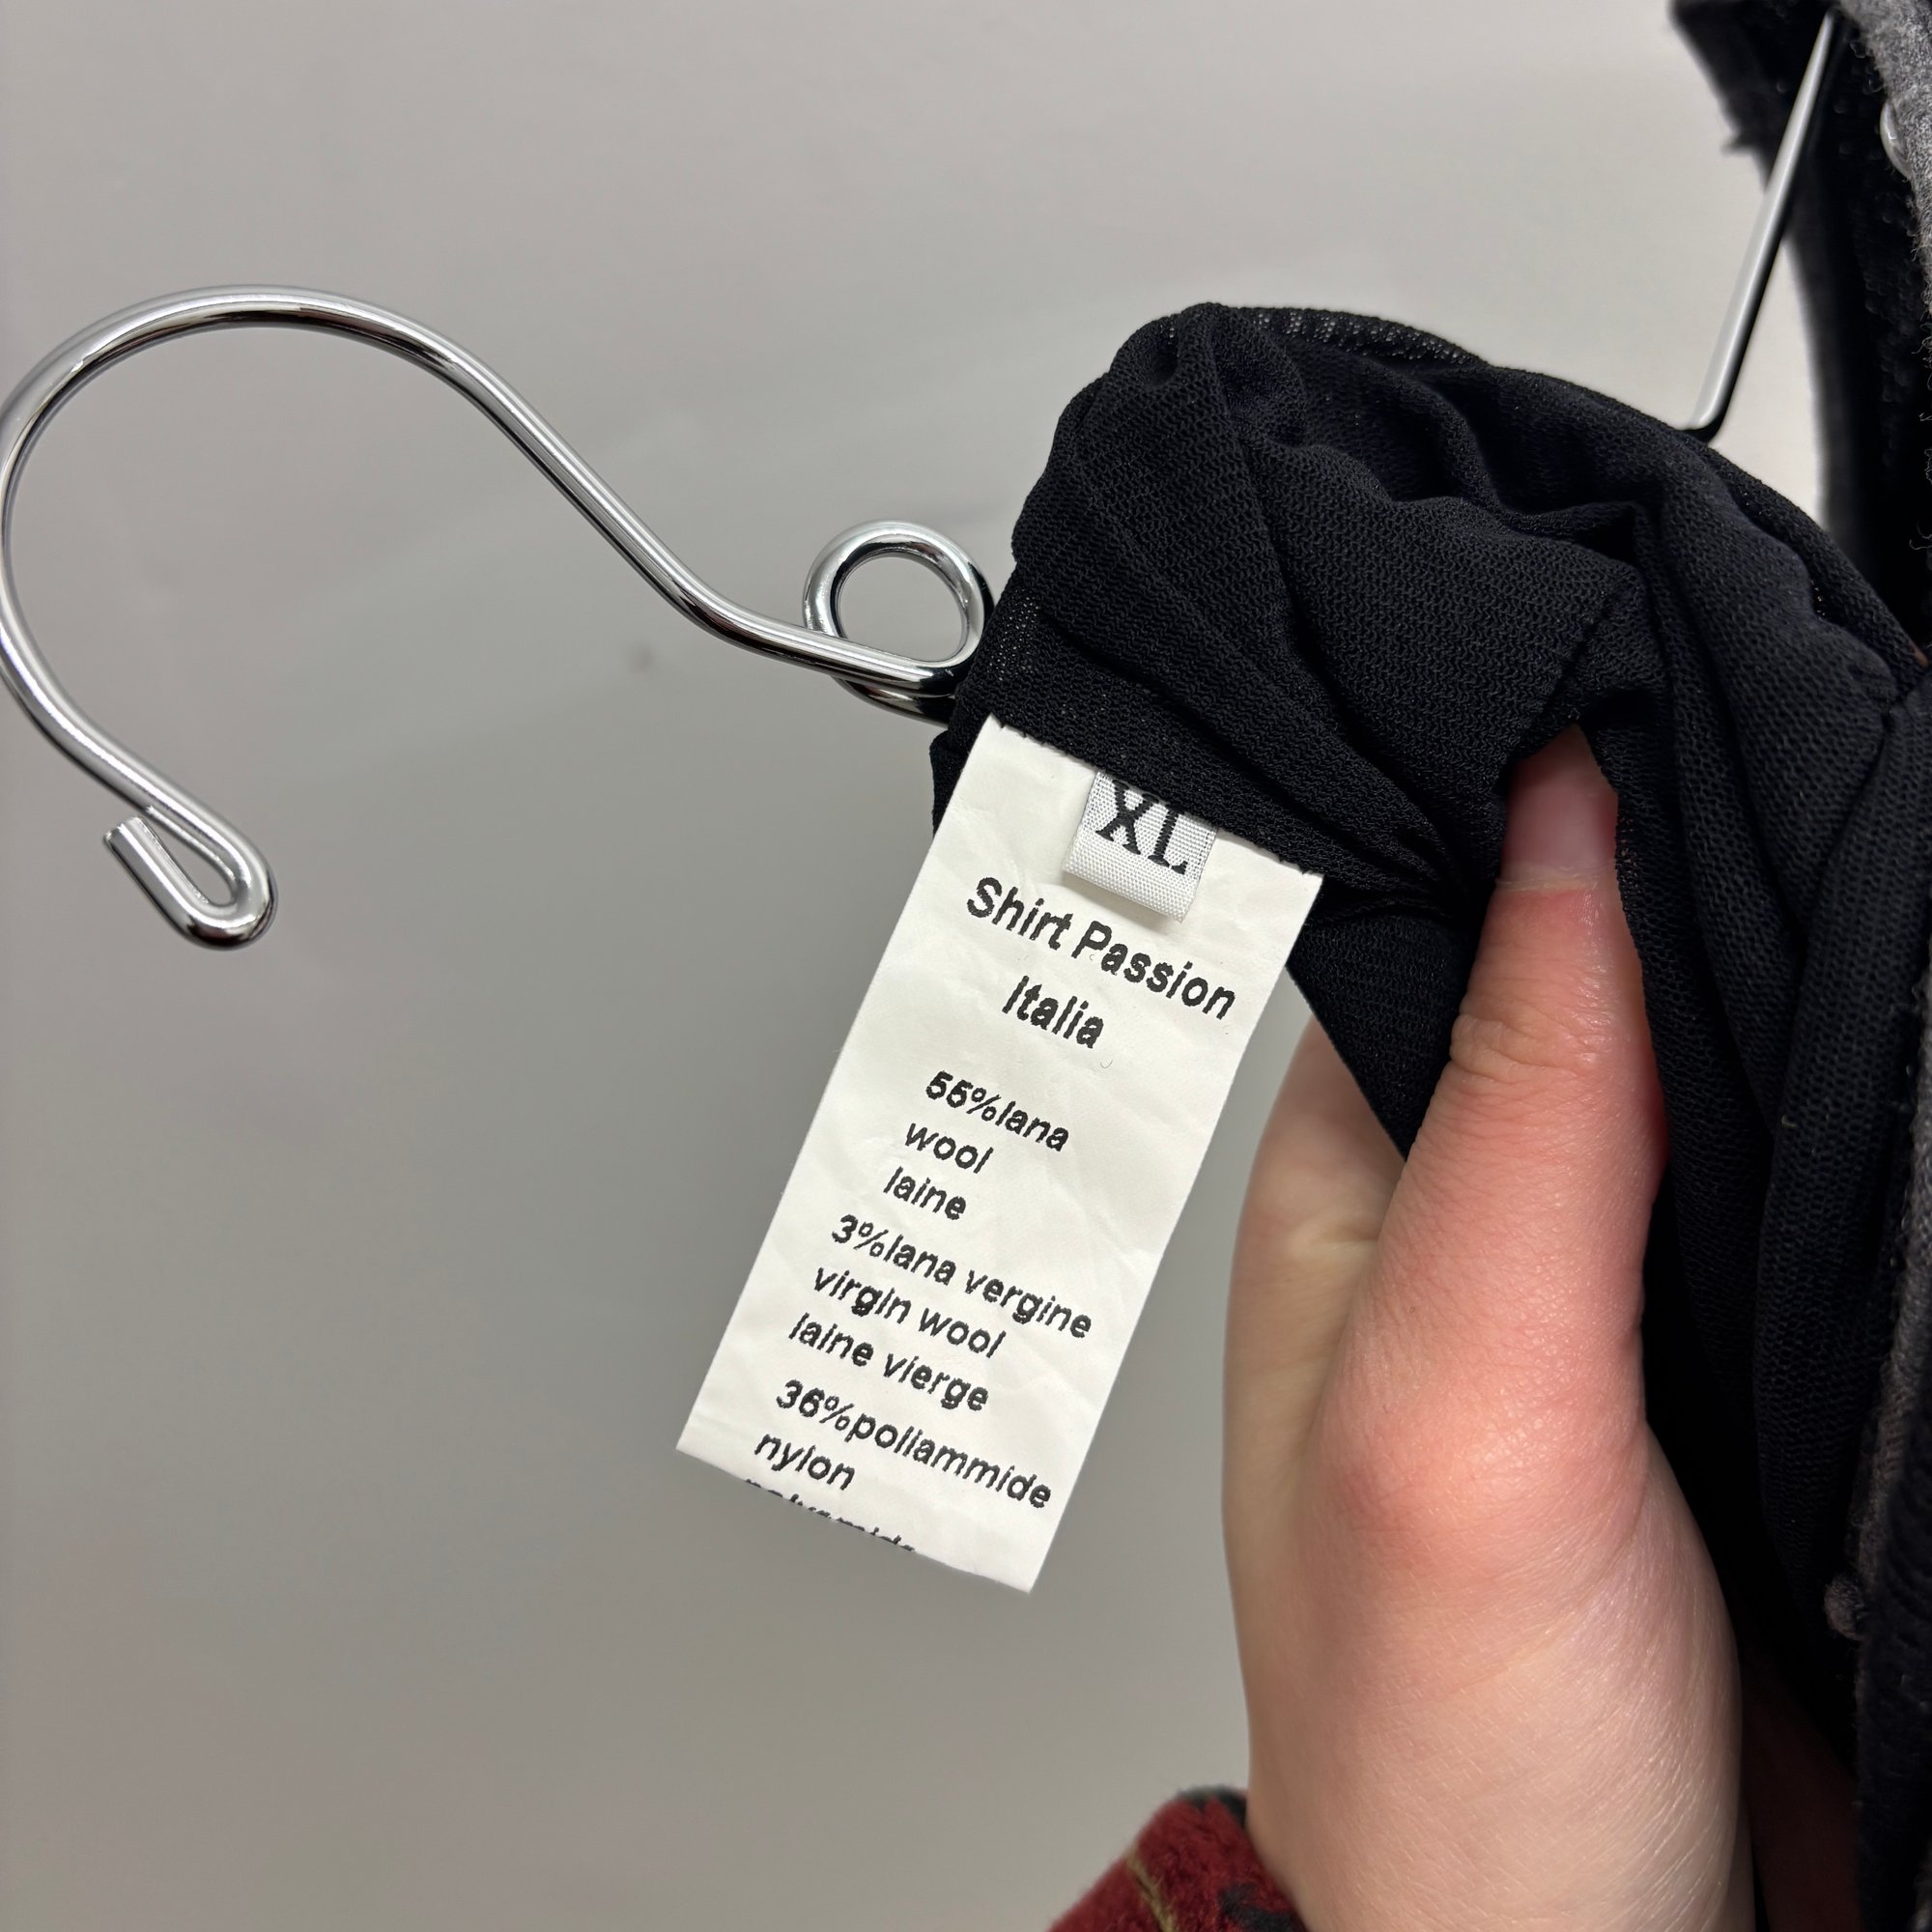 XL
Shirt Passion
Italia
55%lana
wool
laine
3%lana vergine
virgin wool
laine vierge
36%poliammide
nylon